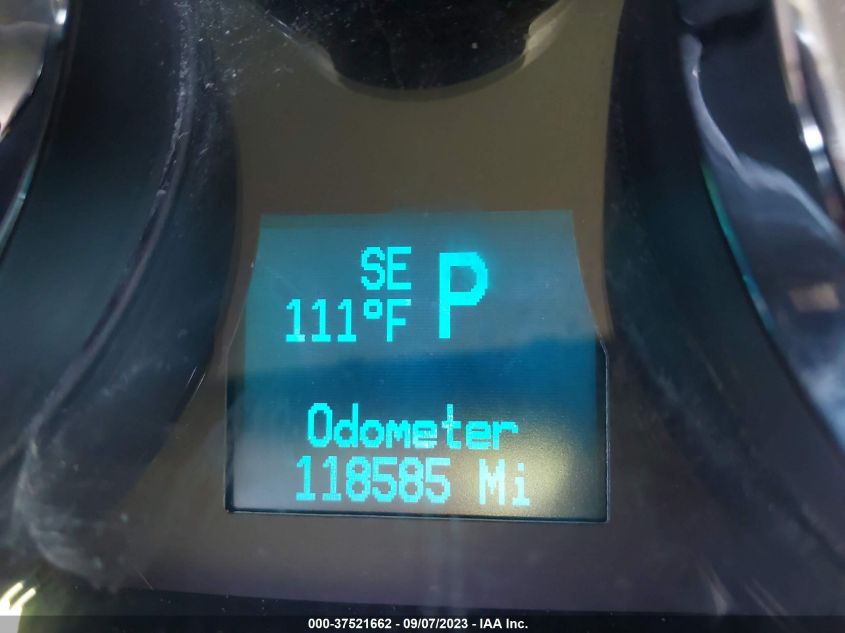 SE P
111°F
Odometer
118585 Mi
000-37521662 - 09/07/2023 - IAA Inc.